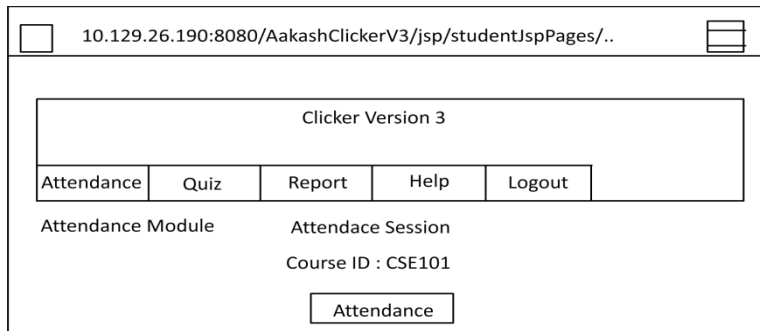 10.129.26.190:8080/AakashClickerV3/jsp/studentJspPages/..
Clicker Version 3
Attendance Quiz Report Help Logout
Attendance Module Attendace Session
Course ID : CSE101
Attendance